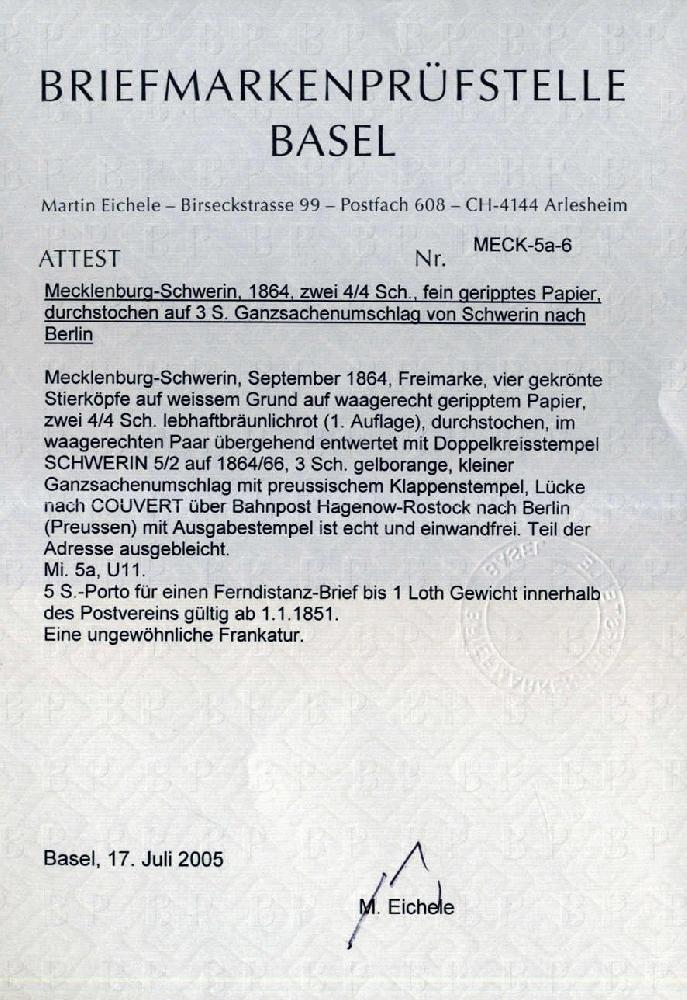 BRIEFMARKENPRÜFSTELLE
BASEL
Martin Eichele – Birseckstrasse 99 – Postfach 608 – CH-4144 Arlesheim
ATTEST Nr. MECK-5a-6
Mecklenburg-Schwerin, 1864, zwei 4/4 Sch., fein geripptes Papier,
durchstochen auf 3 S. Ganzsachenumschlag von Schwerin nach
Berlin
Mecklenburg-Schwerin, September 1864, Freimarke, vier gekrönte
Stierköpfe auf weissem Grund auf waagerecht geripptem Papier,
zwei 4/4 Sch. lebhaftbräunlichrot (1. Auflage), durchstochen, im
waagerechten Paar übergehend entwertet mit Doppelkreisstempel
SCHWERIN 5/2 auf 1864/66, 3 Sch. gelborange, kleiner
Ganzsachenumschlag mit preussischem Klappenstempel, Lücke
nach COUVERT über Bahnpost Hagenow-Rostock nach Berlin
(Preussen) mit Ausgabestempel ist echt und einwandfrei. Teil der
Adresse ausgebleicht.
Mi. 5a, U11.
5 S.-Porto für einen Ferndistanz-Brief bis 1 Loth Gewicht innerhalb
des Postvereins gültig ab 1.1.1851.
Eine ungewöhnliche Frankatur.
Basel, 17. Juli 2005
M. Eichele